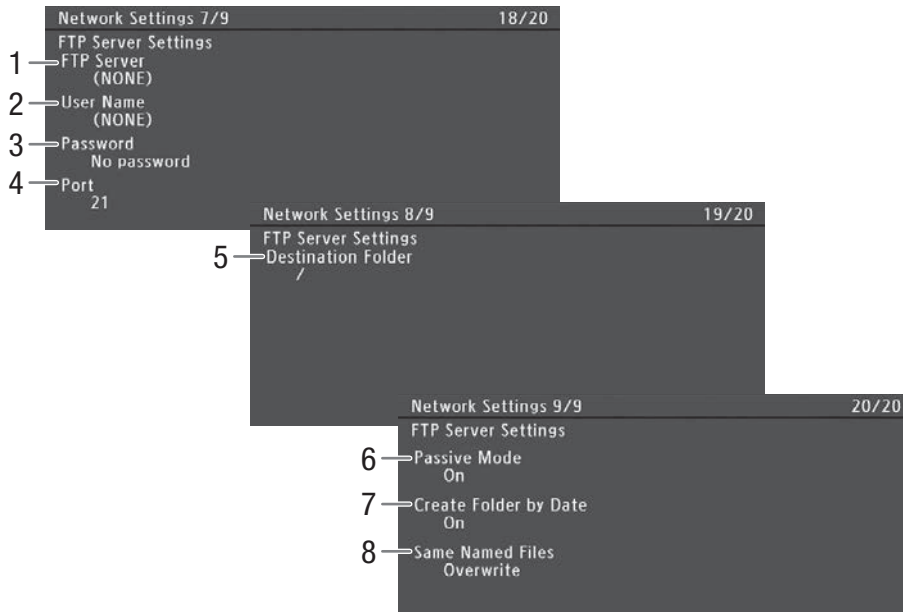 Network Settings 7/9 18/20
FTP Server Settings
1 FTP Server
(NONE)
2 User Name
(NONE)
3 Password
No password
4 Port
21
Network Settings 8/9 19/20
FTP Server Settings
5 Destination Folder
/
Network Settings 9/9 20/20
FTP Server Settings
6 Passive Mode
On
7 Create Folder by Date
On
8 Same Named Files
Overwrite